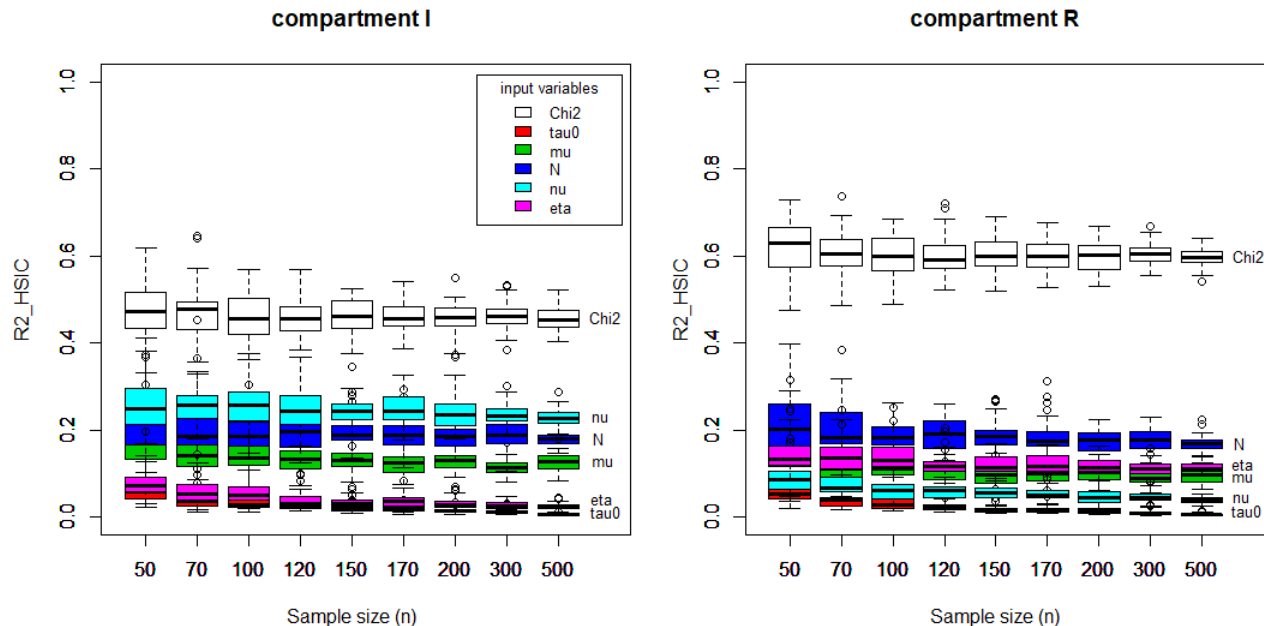 compartment I
R2_HSIC
1.0
0.8
0.6
0.4
0.2
0.0
input variables
Chi2
tau0
mu
N
nu
eta
Chi2
nu
N
mu
eta
tau0
50 70 100 120 150 170 200 300 500
Sample size (n)
compartment R
R2_HSIC
1.0
0.8
0.6
0.4
0.2
0.0
Chi2
N
eta
mu
nu
tau0
50 70 100 120 150 170 200 300 500
Sample size (n)